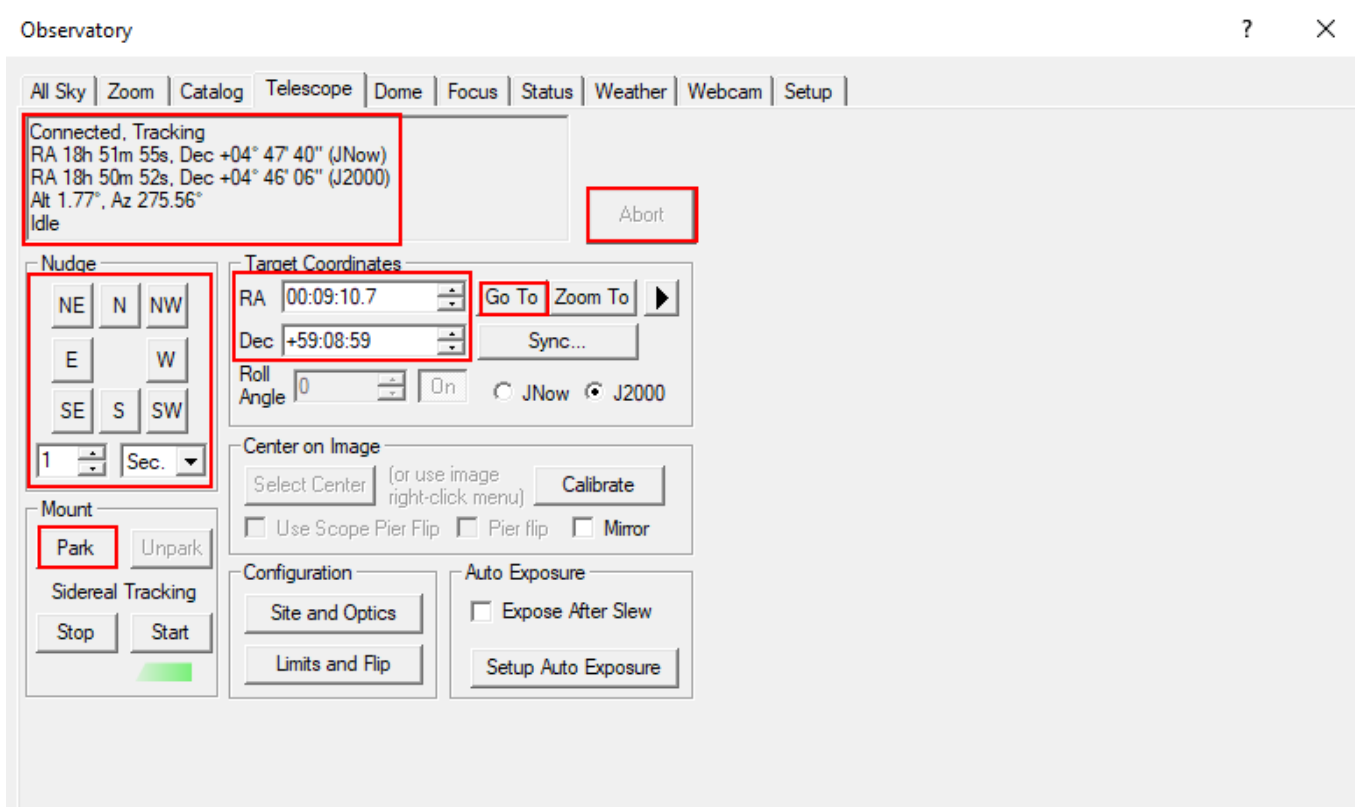 Observatory
? ×
All Sky Zoom Catalog Telescope Dome Focus Status Weather Webcam Setup
Connected, Tracking
RA 18h 51m 55s, Dec +04° 47' 40" (JNow)
RA 18h 50m 52s, Dec +04° 46' 06" (J2000)
Alt 1.77°, Az 275.56°
Idle
Abort
Nudge
NE N NW
E W
SE S SW
1 Sec.
Target Coordinates
RA 00:09:10.7 Go To Zoom To
Dec +59:08:59 Sync...
Roll
Angle 0 On JNow J2000
Center on Image
Select Center (or use image
right-click menu) Calibrate
Use Scope Pier Flip Pier flip Mirror
Mount
Park Unpark
Sidereal Tracking
Stop Start
Configuration
Site and Optics
Limits and Flip
Auto Exposure
Expose After Slew
Setup Auto Exposure